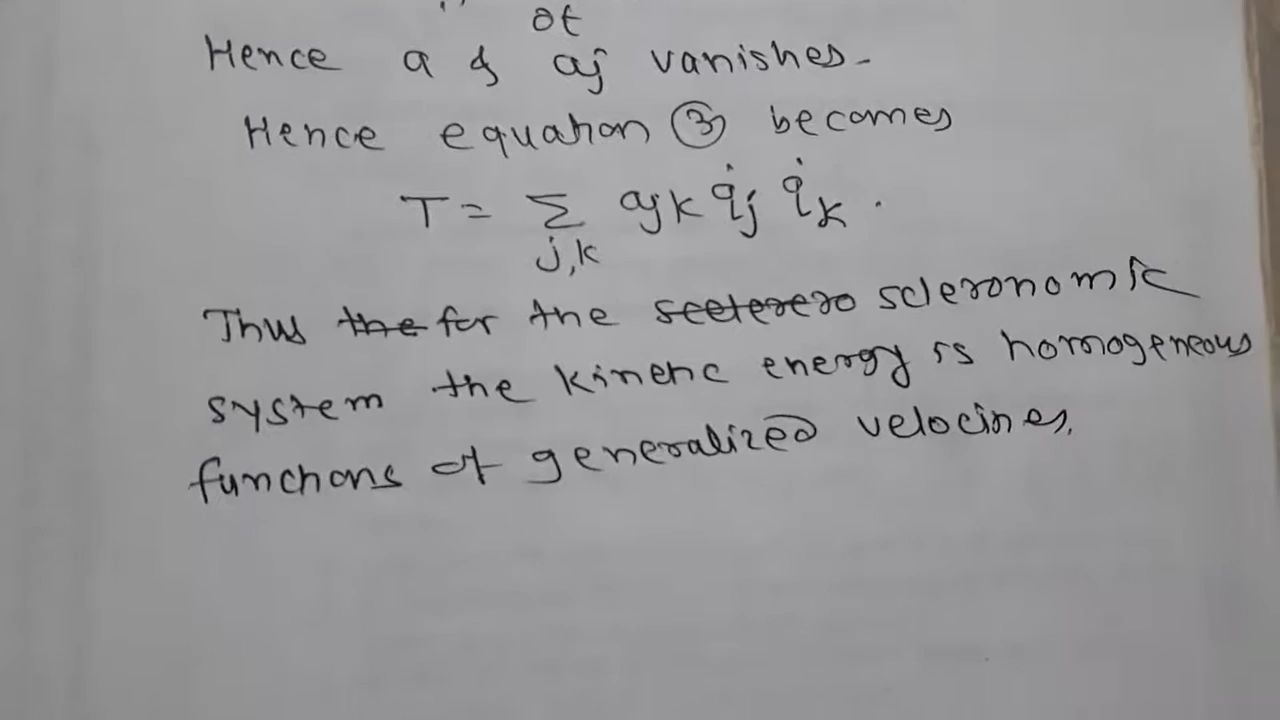 ∂t
Hence a & aj vanishes.
Hence equation ③ becomes
T = Σ ajk q̇j q̇k .
j,k
Thus the for the scleronomic
system the kinetic energy is homogeneous
functions of generalized velocities.